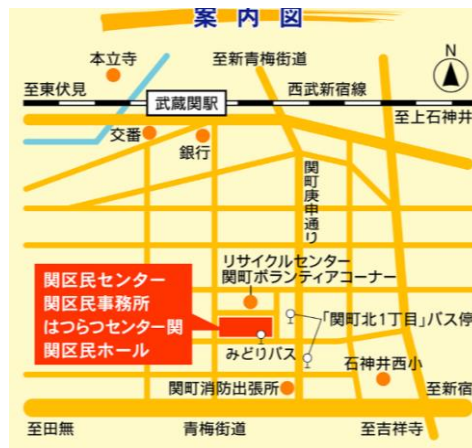 案内図
本立寺
至新青梅街道
N
至東伏見
武蔵関駅
西武新宿線
至上石神井
交番
銀行
関町庚申通り
リサイクルセンター
関町ボランティアコーナー
関区民センター
関区民事務所
はつらつセンター関
関区民ホール
「関町北1丁目」バス停
みどりバス
石神井西小
関町消防出張所
至新宿
至田無
青梅街道
至吉祥寺